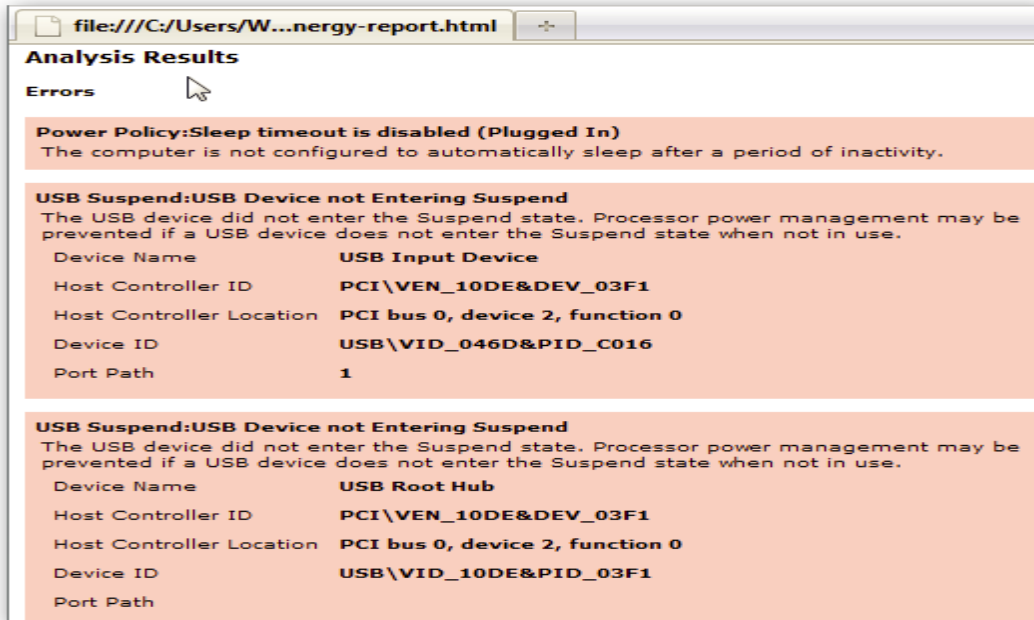 file:///C:/Users/W...nergy-report.html
Analysis Results
Errors
Power Policy:Sleep timeout is disabled (Plugged In)
The computer is not configured to automatically sleep after a period of inactivity.
USB Suspend:USB Device not Entering Suspend
The USB device did not enter the Suspend state. Processor power management may be
prevented if a USB device does not enter the Suspend state when not in use.
Device Name USB Input Device
Host Controller ID PCI\VEN_10DE&DEV_03F1
Host Controller Location PCI bus 0, device 2, function 0
Device ID USB\VID_046D&PID_C016
Port Path 1
USB Suspend:USB Device not Entering Suspend
The USB device did not enter the Suspend state. Processor power management may be
prevented if a USB device does not enter the Suspend state when not in use.
Device Name USB Root Hub
Host Controller ID PCI\VEN_10DE&DEV_03F1
Host Controller Location PCI bus 0, device 2, function 0
Device ID USB\VID_10DE&PID_03F1
Port Path